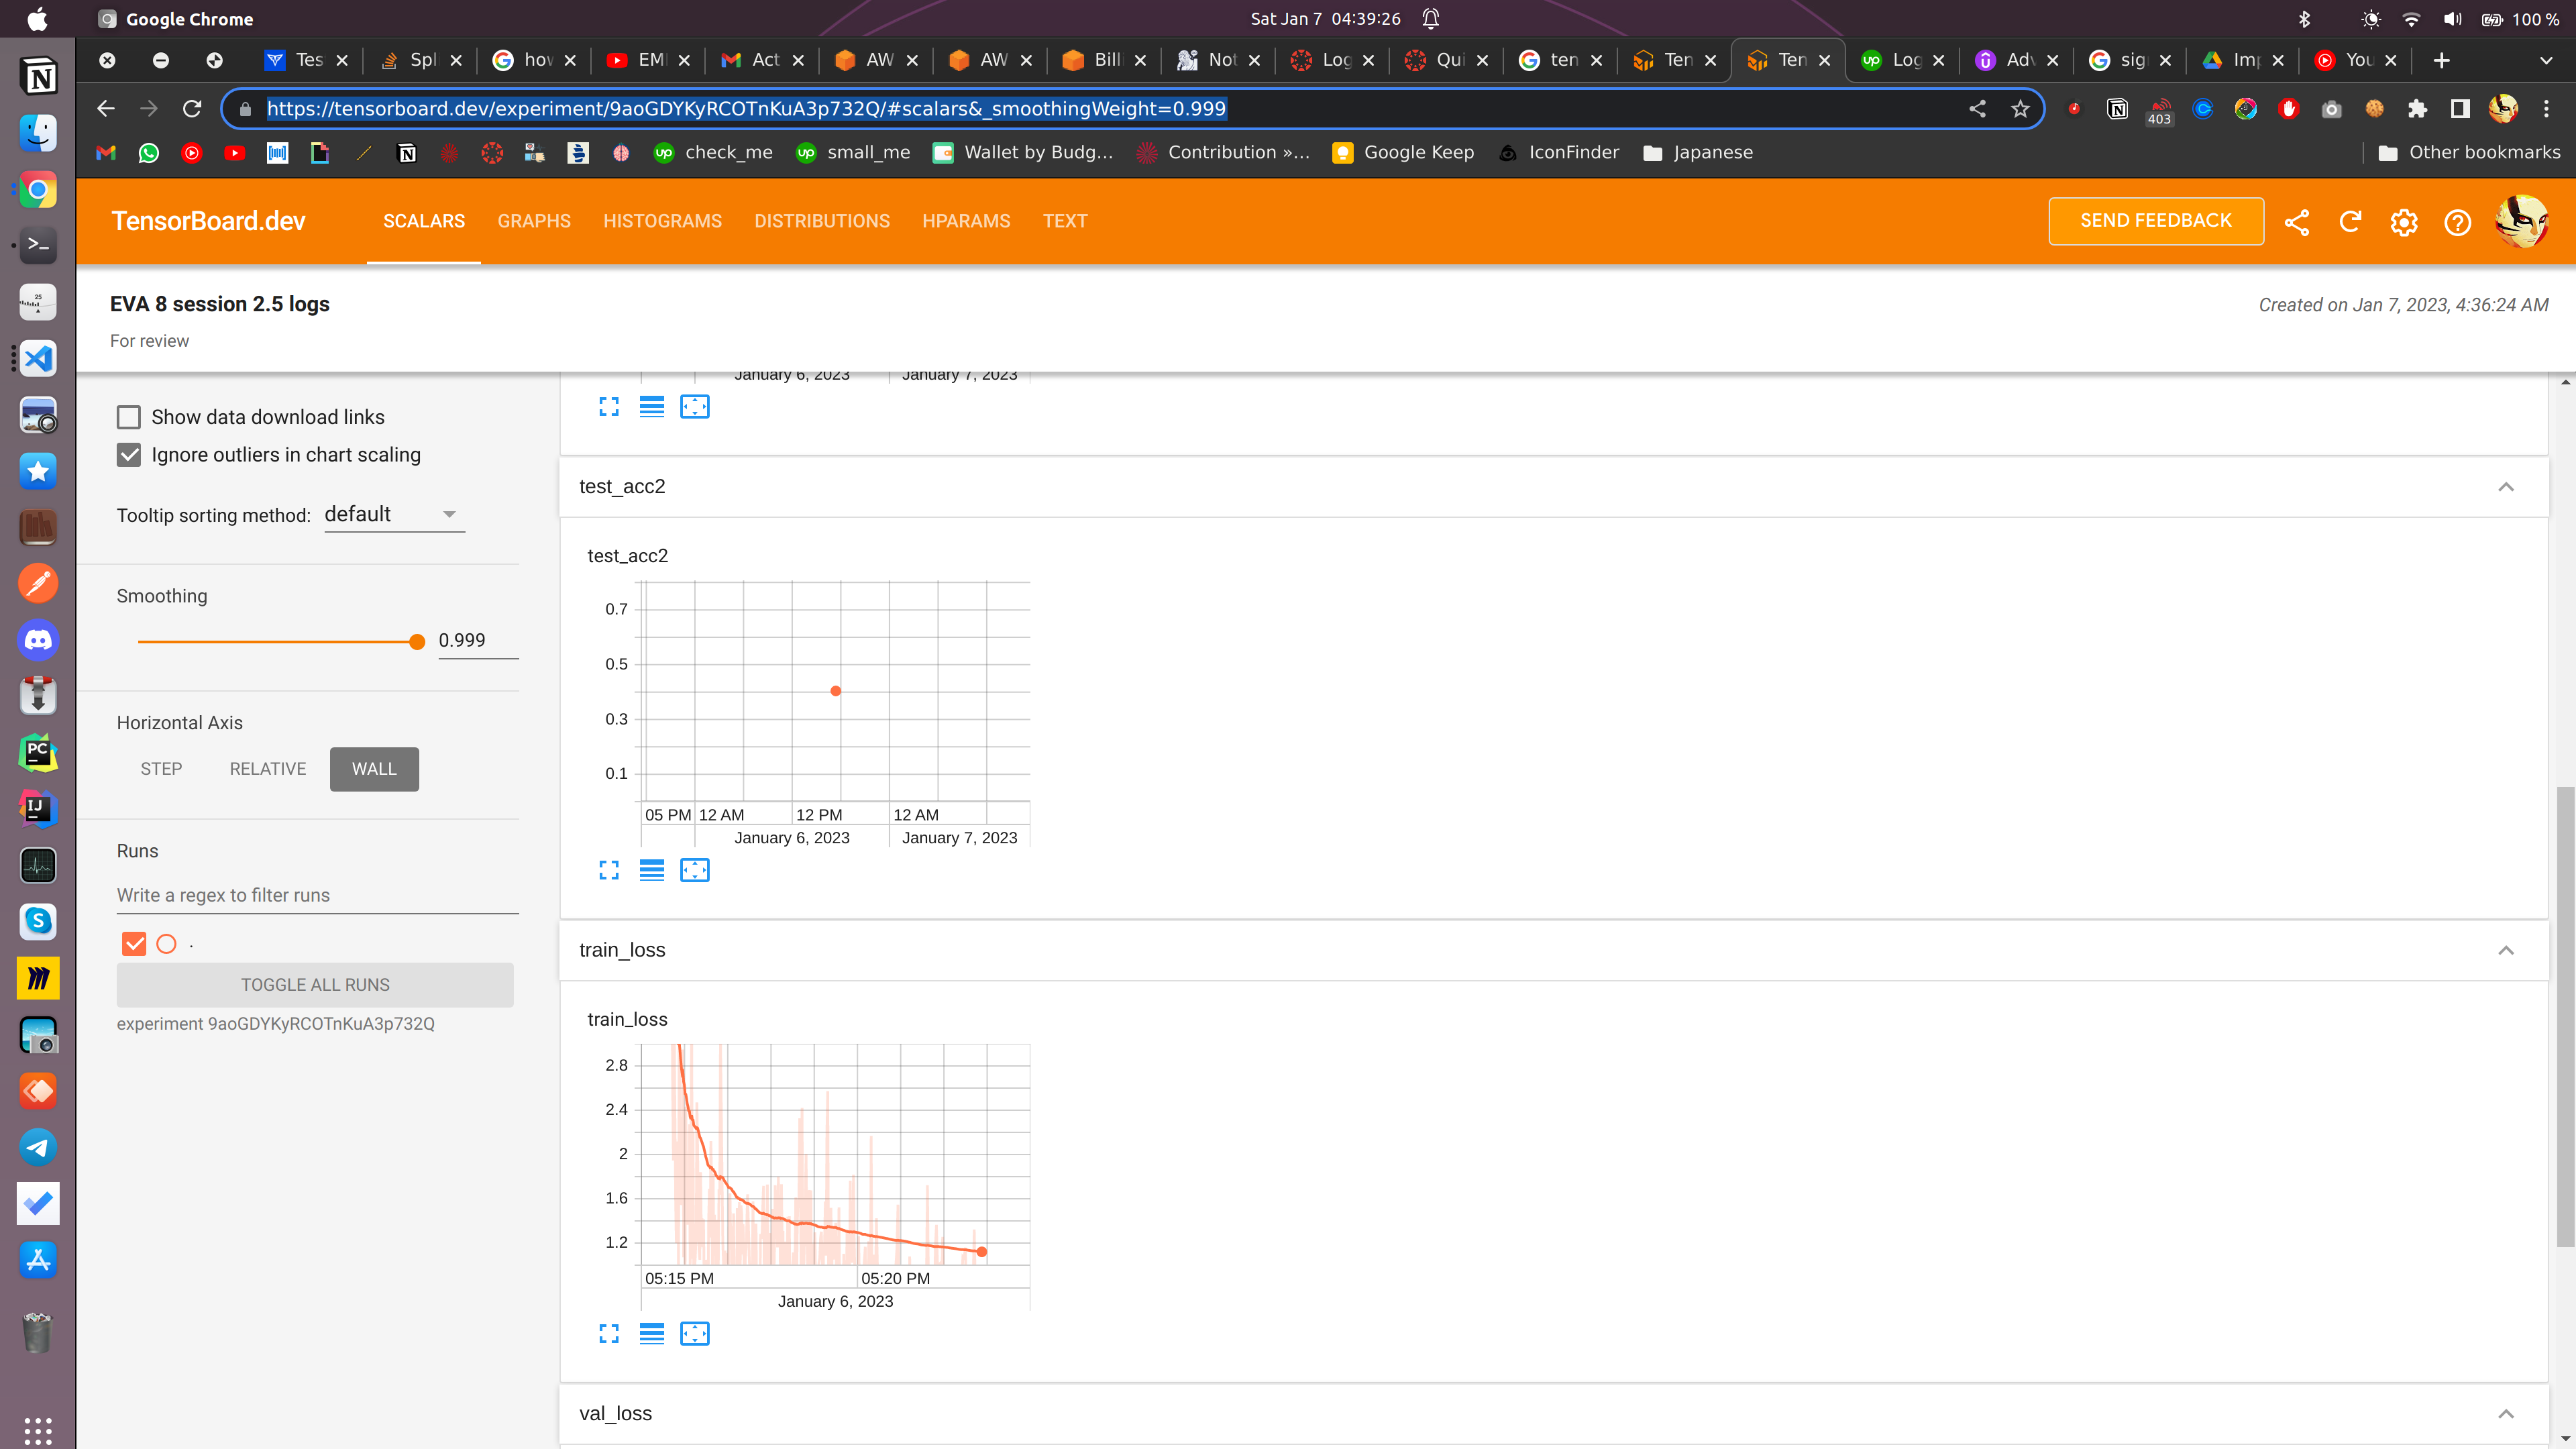 Google Chrome
Sat Jan 7 04:39:26
100 %
Tes
Spl
how
EM
Act
AW
AW
Bill
Not
Log
Qui
ten
Ten
Ten
Log
Adv
sig
Imp
You
https://tensorboard.dev/experiment/9aoGDYKyRCOTnKuA3p732Q/#scalars&_smoothingWeight=0.999
403
check_me
small_me
Wallet by Budg...
Contribution »...
Google Keep
IconFinder
Japanese
Other bookmarks
TensorBoard.dev
SCALARS
GRAPHS
HISTOGRAMS
DISTRIBUTIONS
HPARAMS
TEXT
SEND FEEDBACK
EVA 8 session 2.5 logs
Created on Jan 7, 2023, 4:36:24 AM
For review
Show data download links
Ignore outliers in chart scaling
Tooltip sorting method: default
Smoothing
0.999
Horizontal Axis
STEP
RELATIVE
WALL
Runs
Write a regex to filter runs
.
TOGGLE ALL RUNS
experiment 9aoGDYKyRCOTnKuA3p732Q
January 6, 2023
January 7, 2023
test_acc2
test_acc2
0.7
0.5
0.3
0.1
05 PM
12 AM
12 PM
12 AM
January 6, 2023
January 7, 2023
train_loss
train_loss
2.8
2.4
2
1.6
1.2
05:15 PM
05:20 PM
January 6, 2023
val_loss
25
PC
IJ